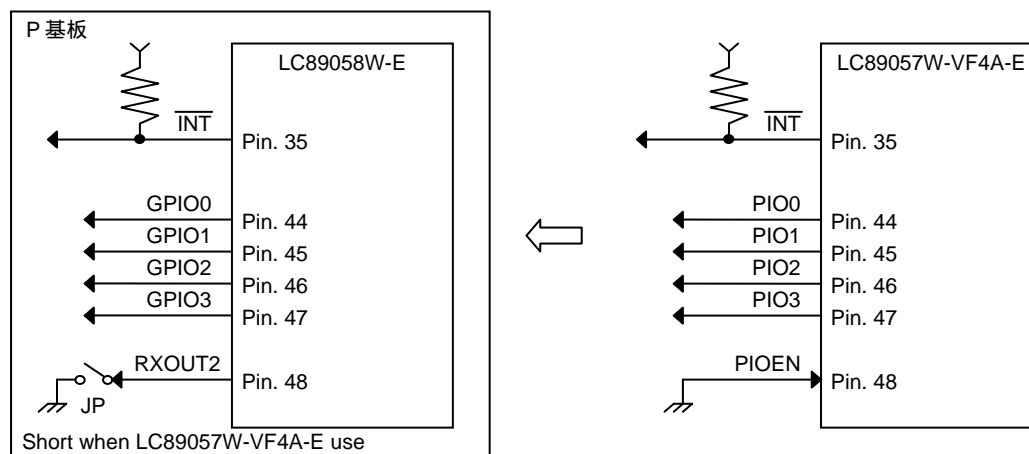 P 基板
LC89058W-E
INT
Pin. 35
GPIO0
Pin. 44
GPIO1
Pin. 45
GPIO2
Pin. 46
GPIO3
Pin. 47
RXOUT2
Pin. 48
JP
Short when LC89057W-VF4A-E use
LC89057W-VF4A-E
INT
Pin. 35
PIO0
Pin. 44
PIO1
Pin. 45
PIO2
Pin. 46
PIO3
Pin. 47
PIOEN
Pin. 48